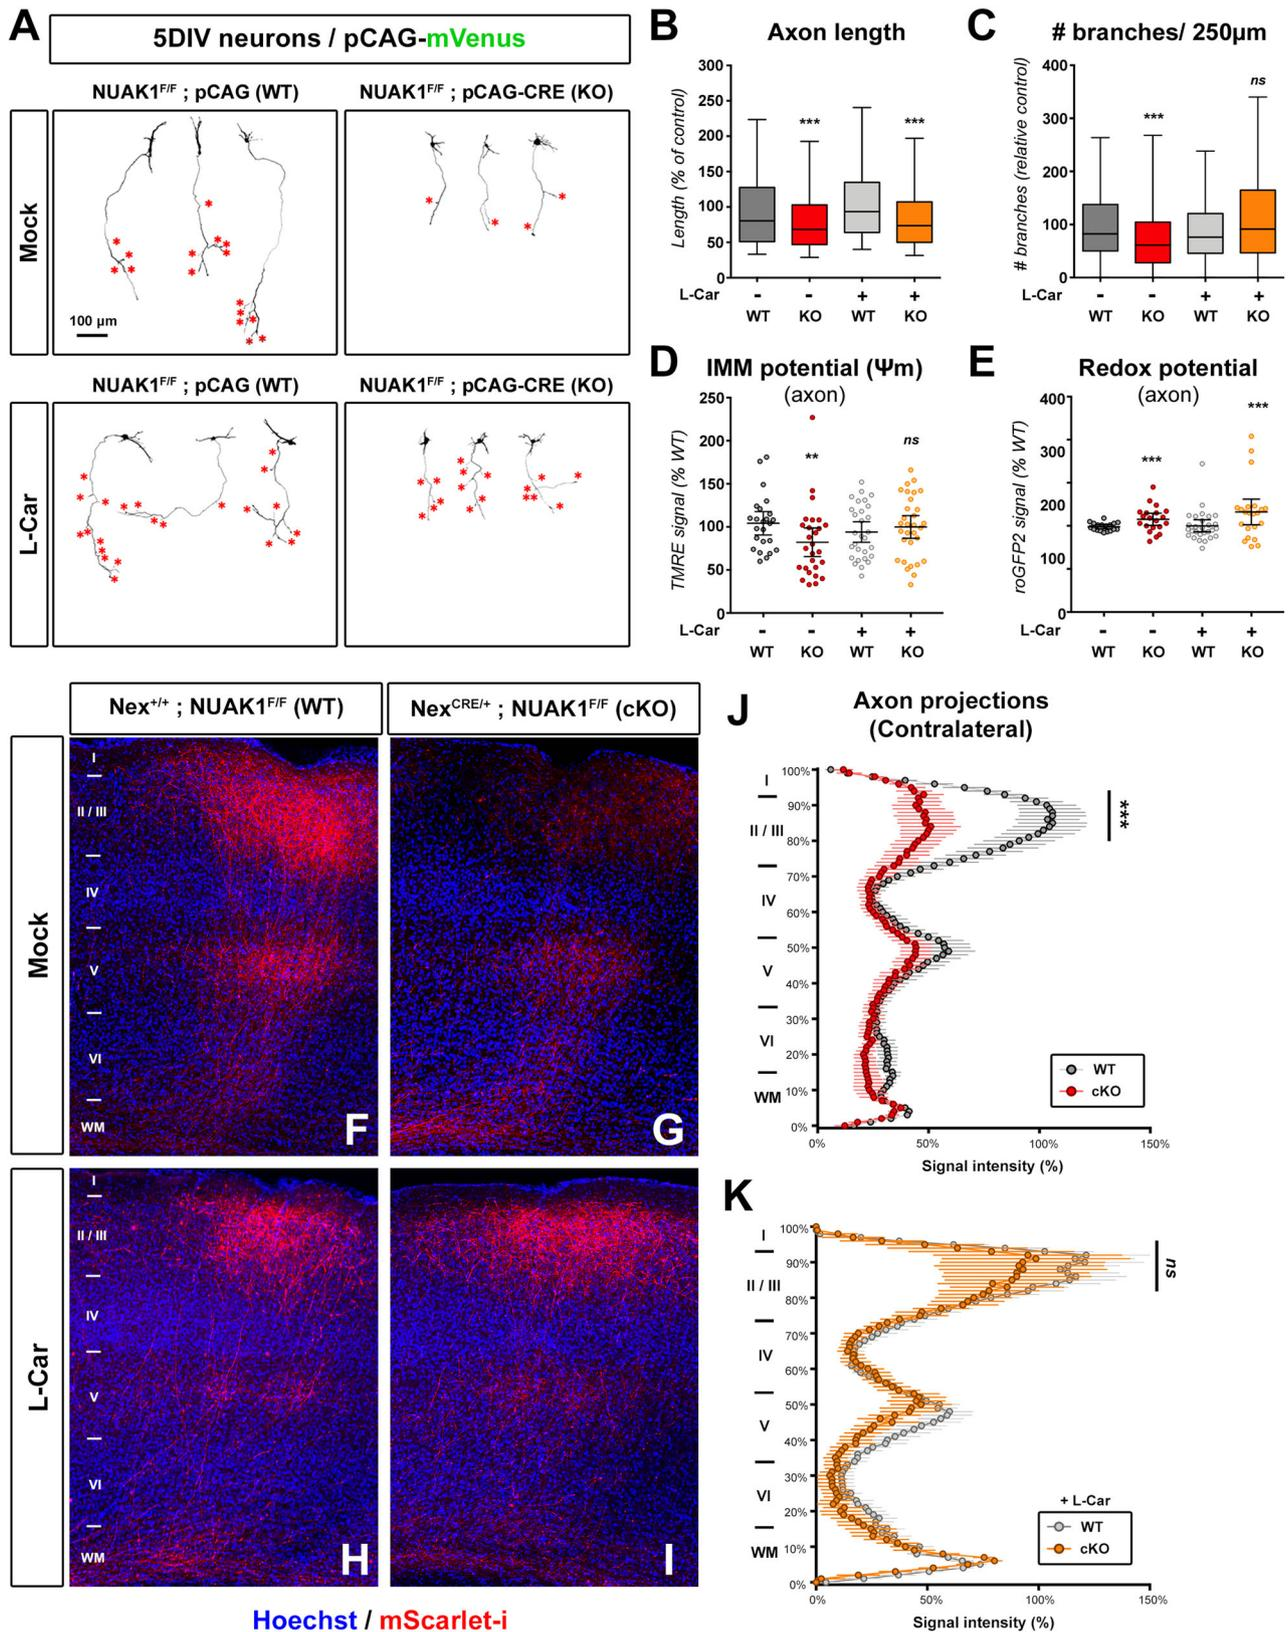 A
5DIV neurons / pCAG-mVenus
NUAK1F/F ; pCAG (WT)
NUAK1F/F ; pCAG-CRE (KO)
Mock
100 µm
NUAK1F/F ; pCAG (WT)
NUAK1F/F ; pCAG-CRE (KO)
L-Car
B
Axon length
Length (% of control)
300
250
200
150
100
50
0
***
***
L-Car - - + +
WT KO WT KO
C
# branches/ 250µm
# branches (relative control)
400
300
200
100
0
***
ns
L-Car - - + +
WT KO WT KO
D
IMM potential (Ψm)
(axon)
TMRE signal (% WT)
250
200
150
100
50
0
**
ns
L-Car - - + +
WT KO WT KO
E
Redox potential
(axon)
roGFP2 signal (% WT)
400
300
200
100
0
***
***
L-Car - - + +
WT KO WT KO
Nex+/+ ; NUAK1F/F (WT)
NexCRE/+ ; NUAK1F/F (cKO)
Mock
I
II / III
IV
V
VI
WM
F
G
L-Car
I
II / III
IV
V
VI
WM
H
I
Hoechst / mScarlet-i
J
Axon projections
(Contralateral)
I
II / III
IV
V
VI
WM
100%
90%
80%
70%
60%
50%
40%
30%
20%
10%
0%
***
WT
cKO
0% 50% 100% 150%
Signal intensity (%)
K
I
II / III
IV
V
VI
WM
100%
90%
80%
70%
60%
50%
40%
30%
20%
10%
0%
ns
+ L-Car
WT
cKO
0% 50% 100% 150%
Signal intensity (%)